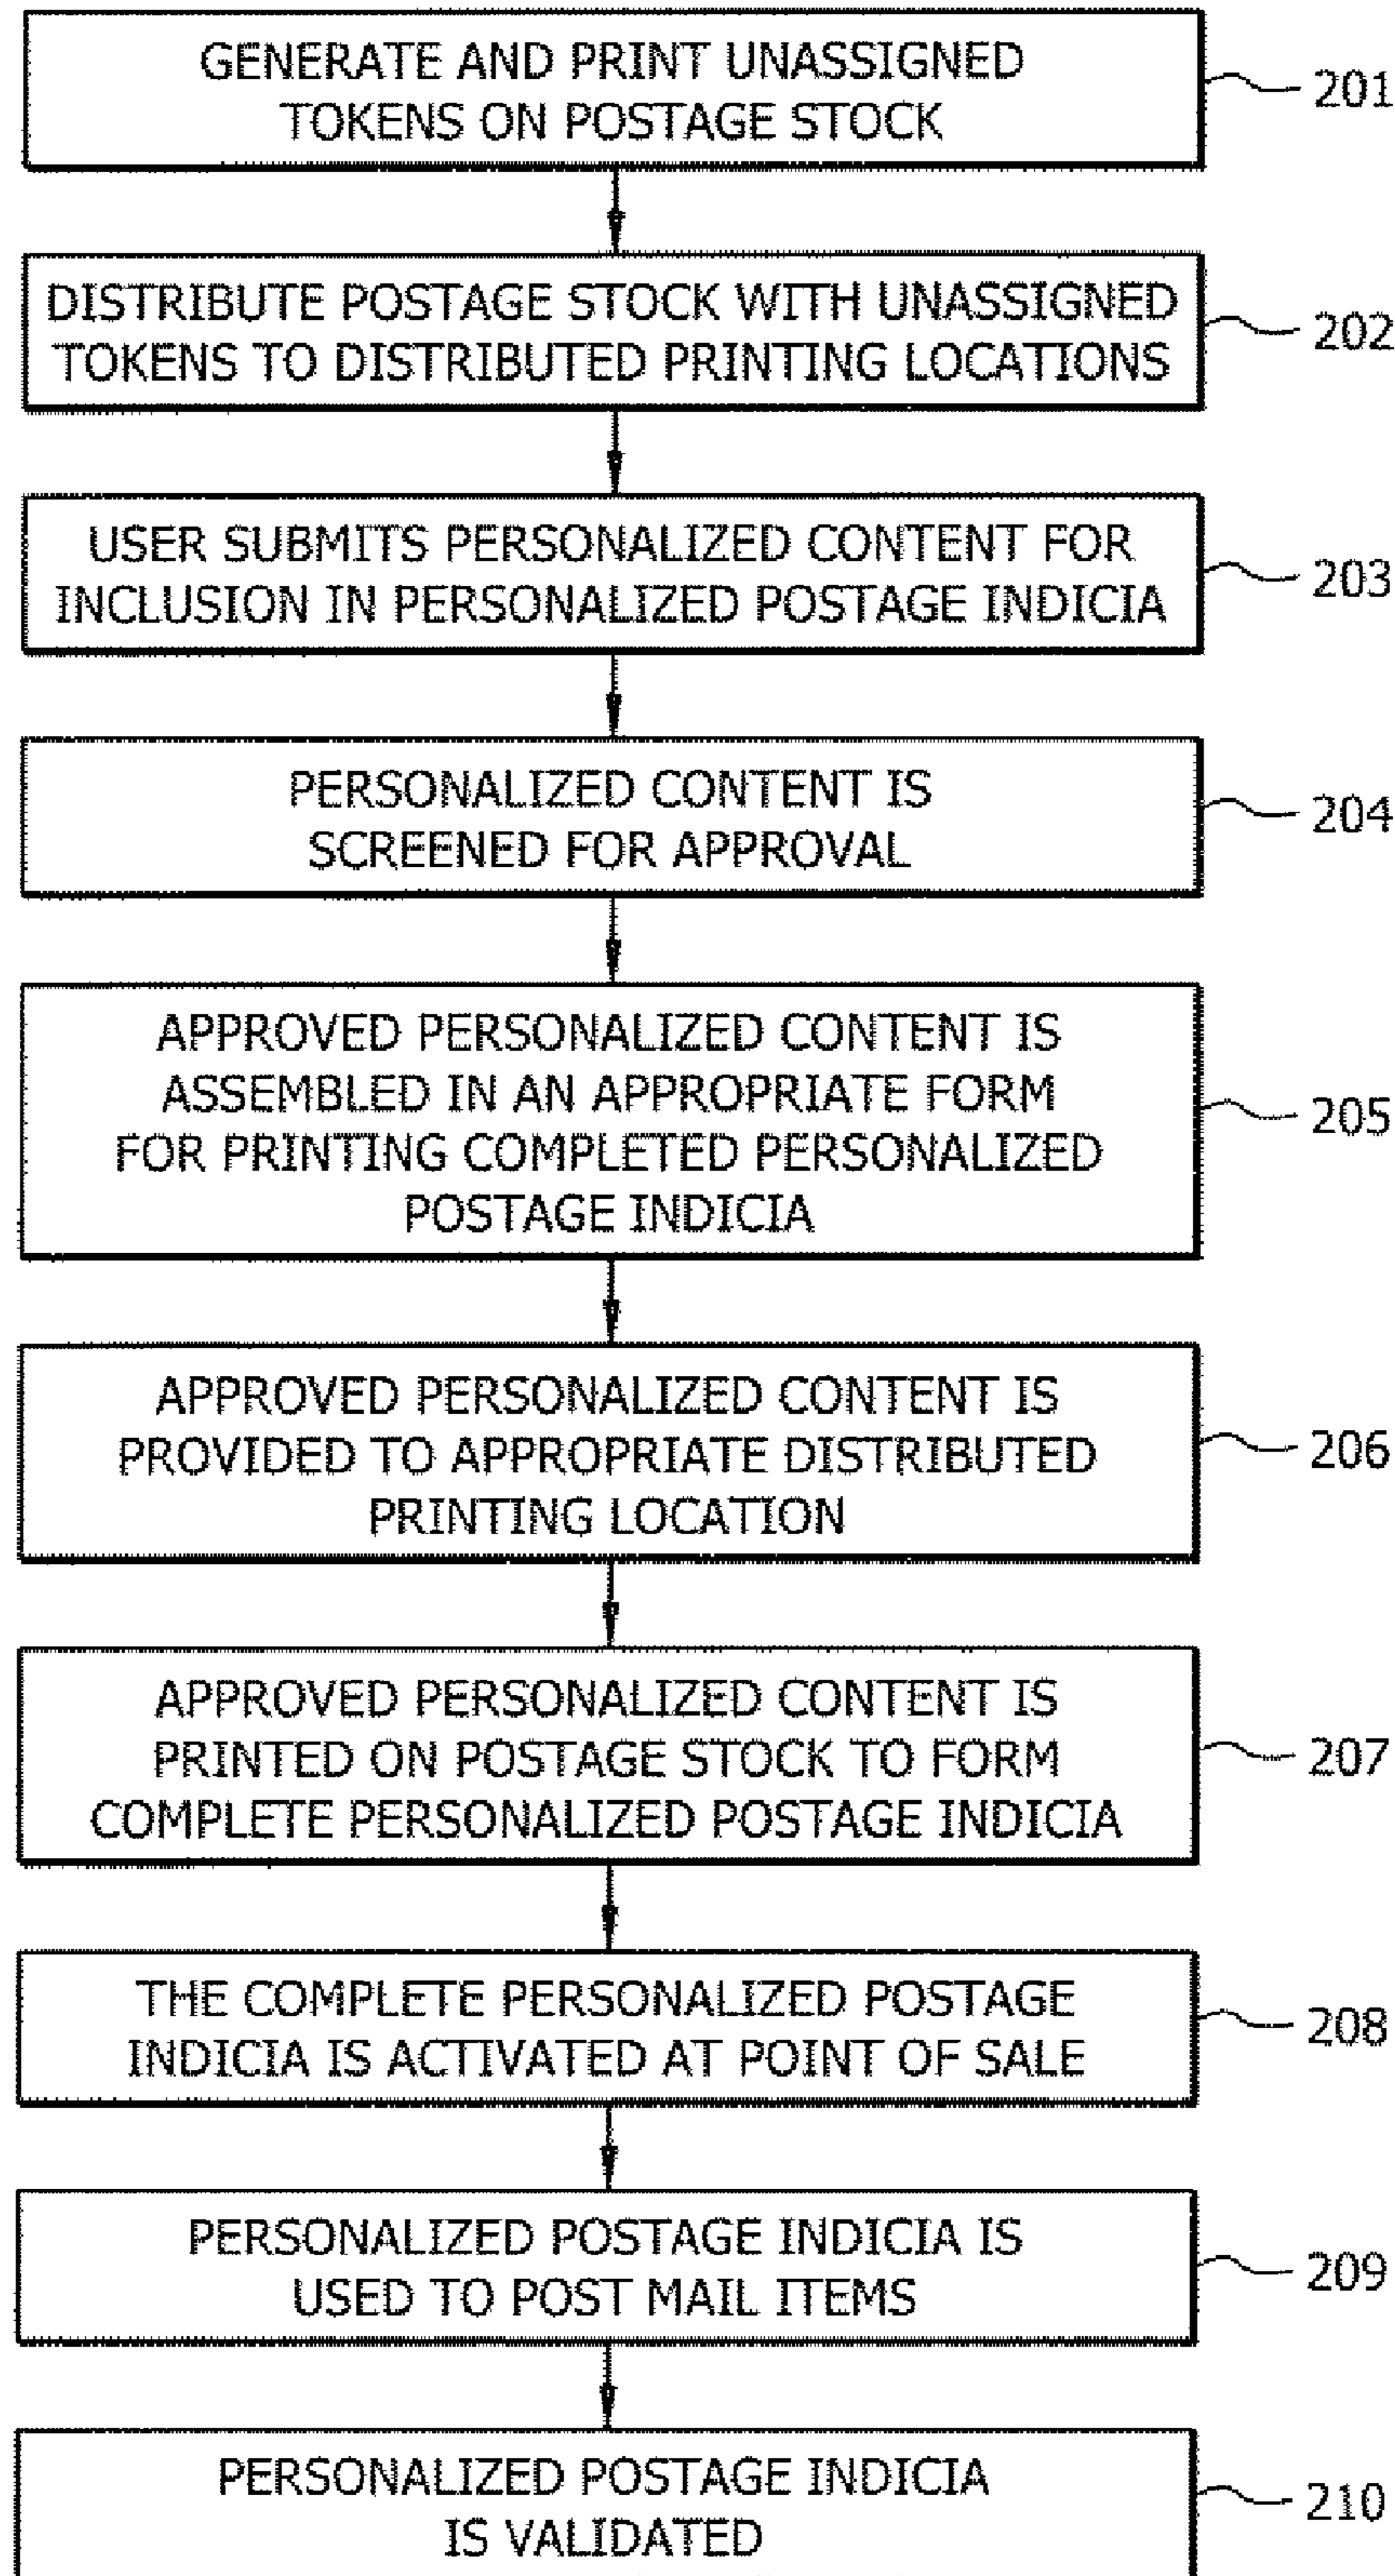 GENERATE AND PRINT UNASSIGNED
TOKENS ON POSTAGE STOCK
201
DISTRIBUTE POSTAGE STOCK WITH UNASSIGNED
TOKENS TO DISTRIBUTED PRINTING LOCATIONS
202
USER SUBMITS PERSONALIZED CONTENT FOR
INCLUSION IN PERSONALIZED POSTAGE INDICIA
203
PERSONALIZED CONTENT IS
SCREENED FOR APPROVAL
204
APPROVED PERSONALIZED CONTENT IS
ASSEMBLED IN AN APPROPRIATE FORM
FOR PRINTING COMPLETED PERSONALIZED
POSTAGE INDICIA
205
APPROVED PERSONALIZED CONTENT IS
PROVIDED TO APPROPRIATE DISTRIBUTED
PRINTING LOCATION
206
APPROVED PERSONALIZED CONTENT IS
PRINTED ON POSTAGE STOCK TO FORM
COMPLETE PERSONALIZED POSTAGE INDICIA
207
THE COMPLETE PERSONALIZED POSTAGE
INDICIA IS ACTIVATED AT POINT OF SALE
208
PERSONALIZED POSTAGE INDICIA IS
USED TO POST MAIL ITEMS
209
PERSONALIZED POSTAGE INDICIA
IS VALIDATED
210